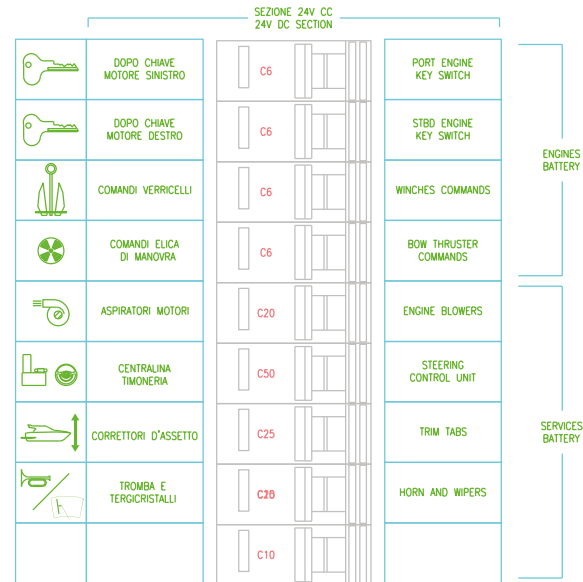 SEZIONE 24V CC
24V DC SECTION
DOPO CHIAVE
MOTORE SINISTRO
C6
PORT ENGINE
KEY SWITCH
DOPO CHIAVE
MOTORE DESTRO
C6
STBD ENGINE
KEY SWITCH
COMANDI VERRICELLI
C6
WINCHES COMMANDS
COMANDI ELICA
DI MANOVRA
C6
BOW THRUSTER
COMMANDS
ENGINES
BATTERY
ASPIRATORI MOTORI
C20
ENGINE BLOWERS
CENTRALINA
TIMONERIA
C50
STEERING
CONTROL UNIT
CORRETTORI D'ASSETTO
C25
TRIM TABS
TROMBA E
TERGICRISTALLI
HORN AND WIPERS
C10
SERVICES
BATTERY